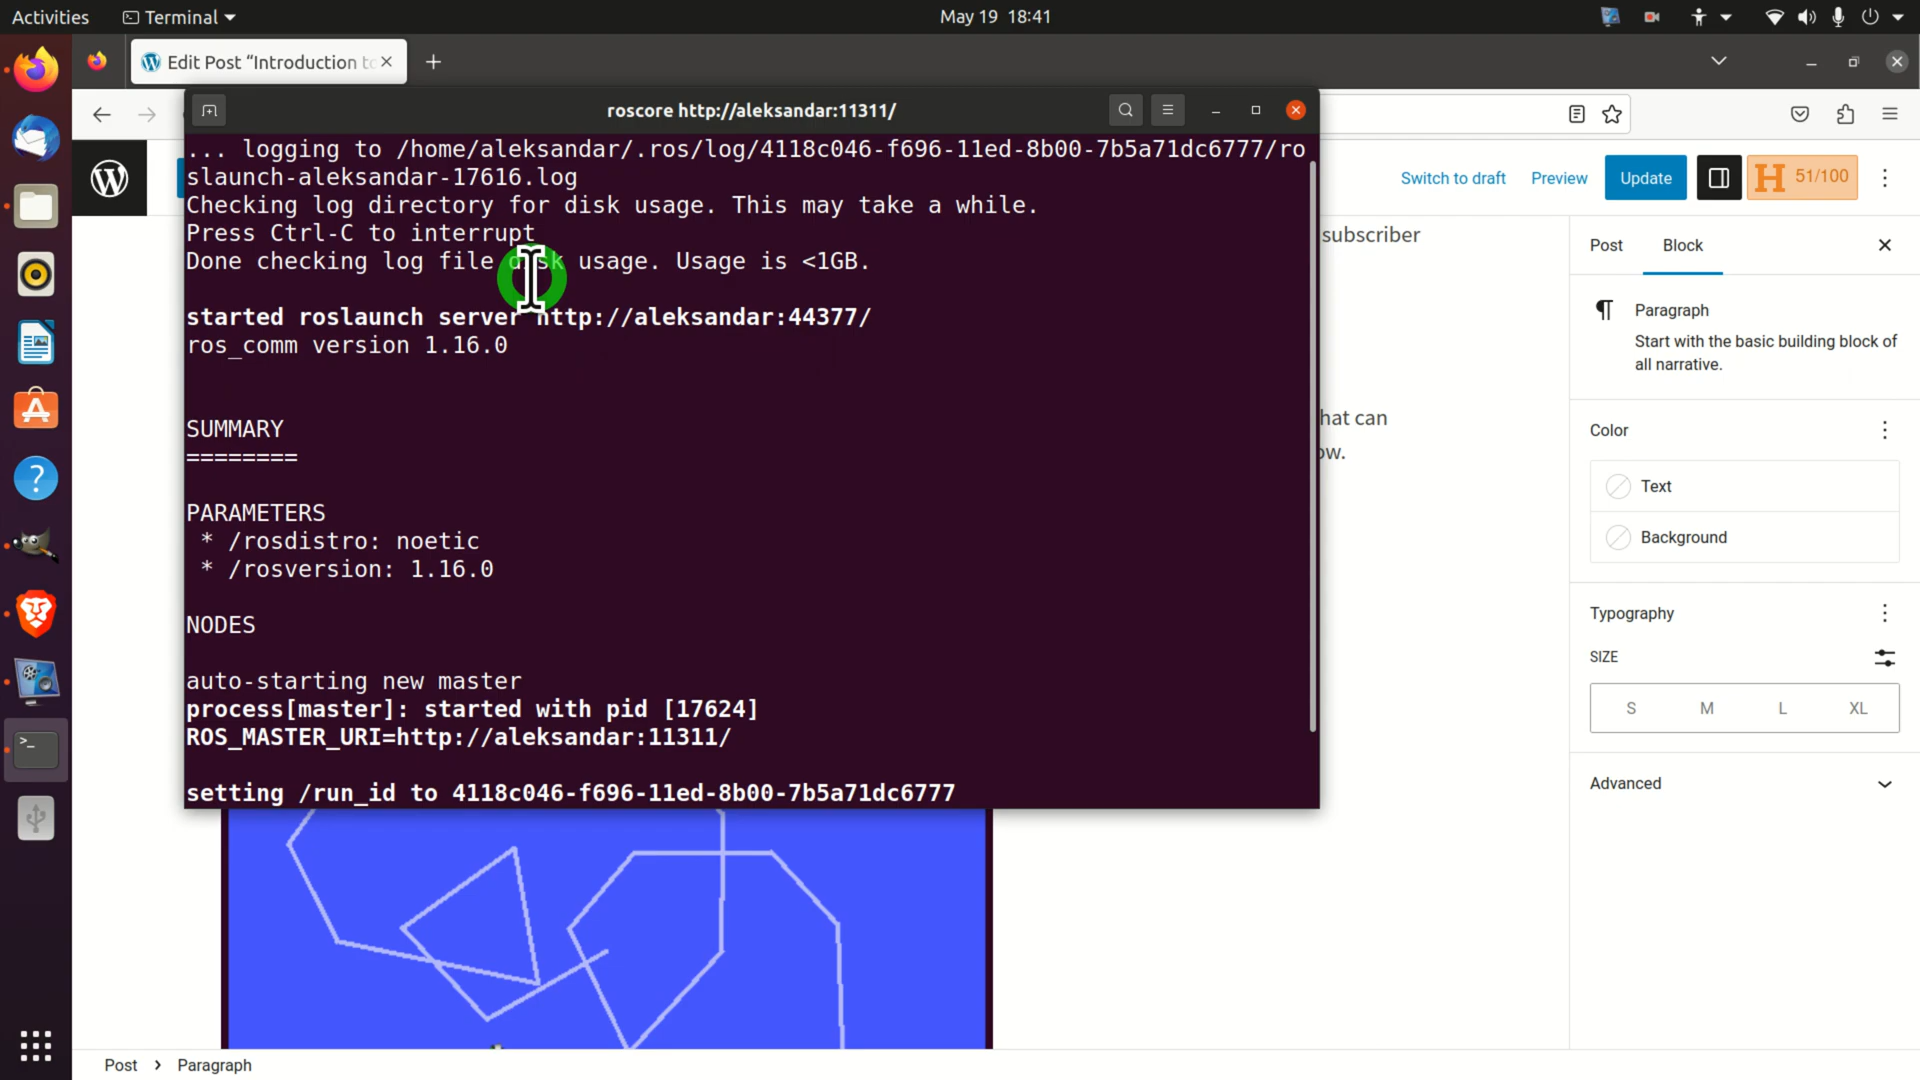 Activities
Terminal
May 19 18:41
Edit Post “Introduction to
roscore http://aleksandar:11311/
... logging to /home/aleksandar/.ros/log/4118c046-f696-11ed-8b00-7b5a71dc6777/ro
slaunch-aleksandar-17616.log
Checking log directory for disk usage. This may take a while.
Press Ctrl-C to interrupt
Done checking log file disk usage. Usage is <1GB.
started roslaunch server http://aleksandar:44377/
ros_comm version 1.16.0
SUMMARY
========
PARAMETERS
* /rosdistro: noetic
* /rosversion: 1.16.0
NODES
auto-starting new master
process[master]: started with pid [17624]
ROS_MASTER_URI=http://aleksandar:11311/
setting /run_id to 4118c046-f696-11ed-8b00-7b5a71dc6777
Switch to draft
Preview
Update
H 51/100
subscriber
hat can
ow.
Post
Block
Paragraph
Start with the basic building block of
all narrative.
Color
Text
Background
Typography
SIZE
S M L XL
Advanced
Post > Paragraph